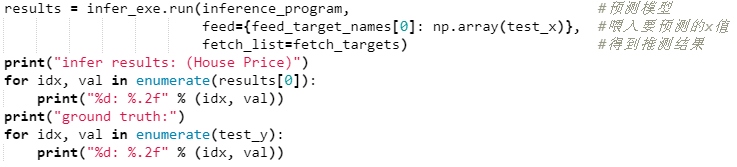 results = infer_exe.run(inference_program,                              #预测模型
                        feed={feed_target_names[0]: np.array(test_x)},  #喂入要预测的x值
                        fetch_list=fetch_targets)                       #得到推测结果
print("infer results: (House Price)")
for idx, val in enumerate(results[0]):
    print("%d: %.2f" % (idx, val))
print("ground truth:")
for idx, val in enumerate(test_y):
    print("%d: %.2f" % (idx, val))